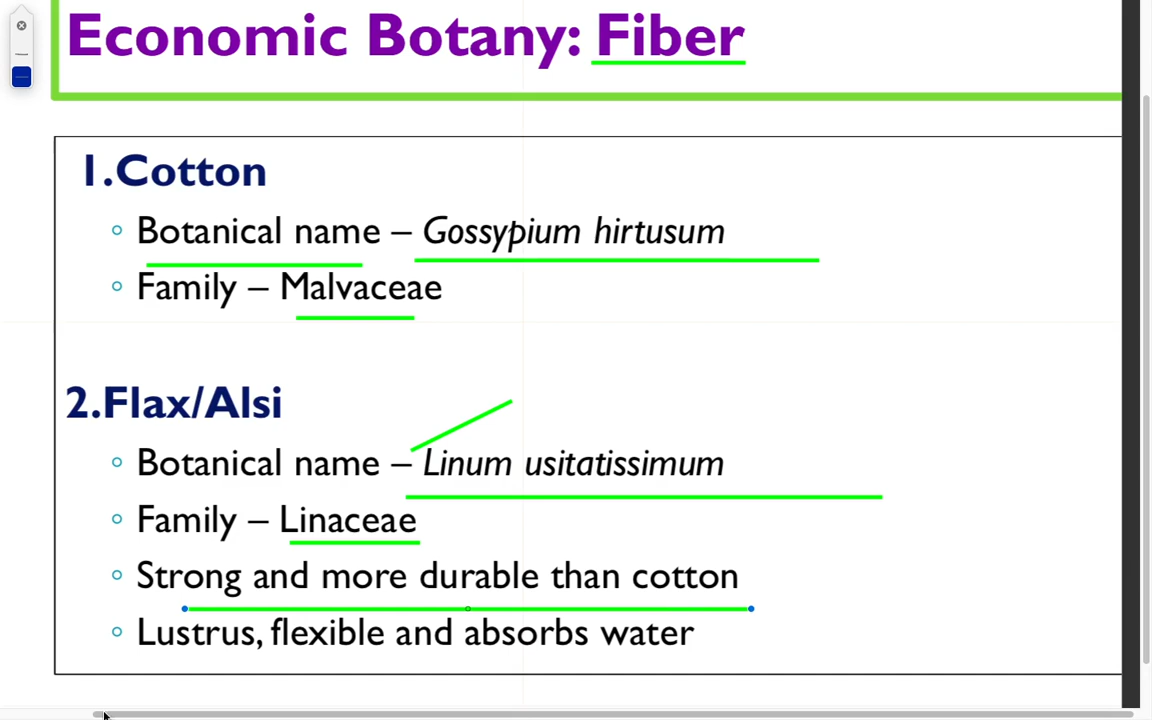 Economic Botany: Fiber
1.Cotton
Botanical name – Gossypium hirtusum
Family – Malvaceae
2.Flax/Alsi
Botanical name – Linum usitatissimum
Family – Linaceae
Strong and more durable than cotton
Lustrus, flexible and absorbs water